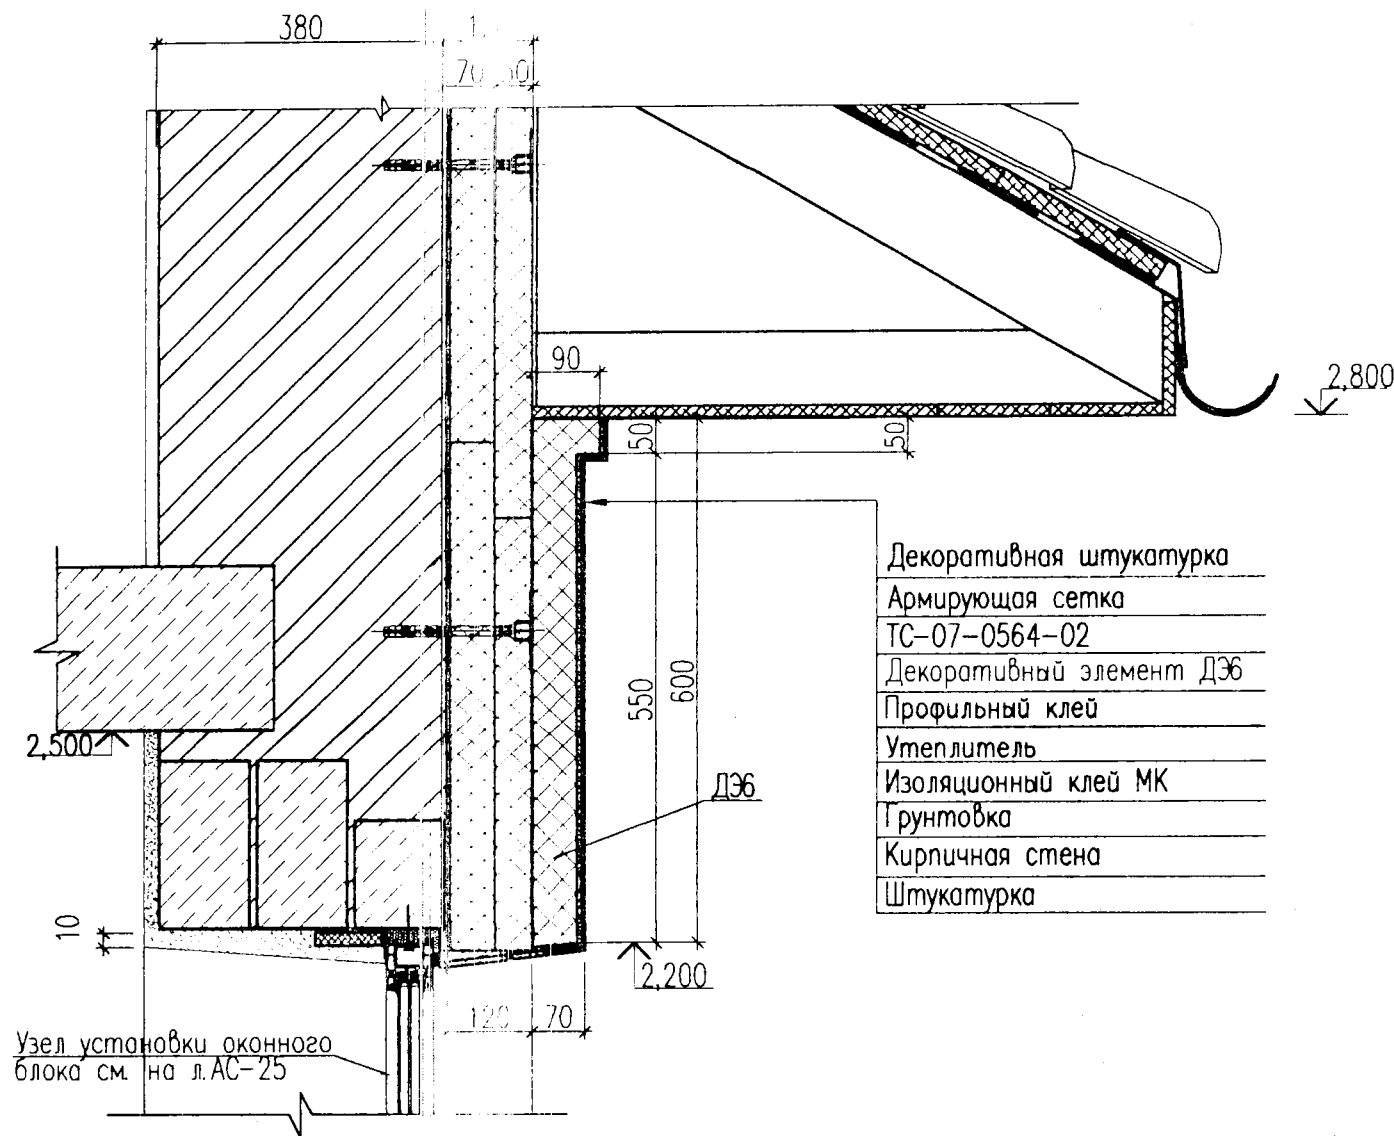 380
70
90
2,800
50
50
Декоративная штукатурка
Армирующая сетка
ТС-07-0564-02
Декоративный элемент ДЭ6
Профильный клей
Утеплитель
Изоляционный клей МК
Грунтовка
Кирпичная стена
Штукатурка
550
600
2,500
ДЭ6
10
2,200
120
70
Узел установки оконного
блока см. на л.АС-25